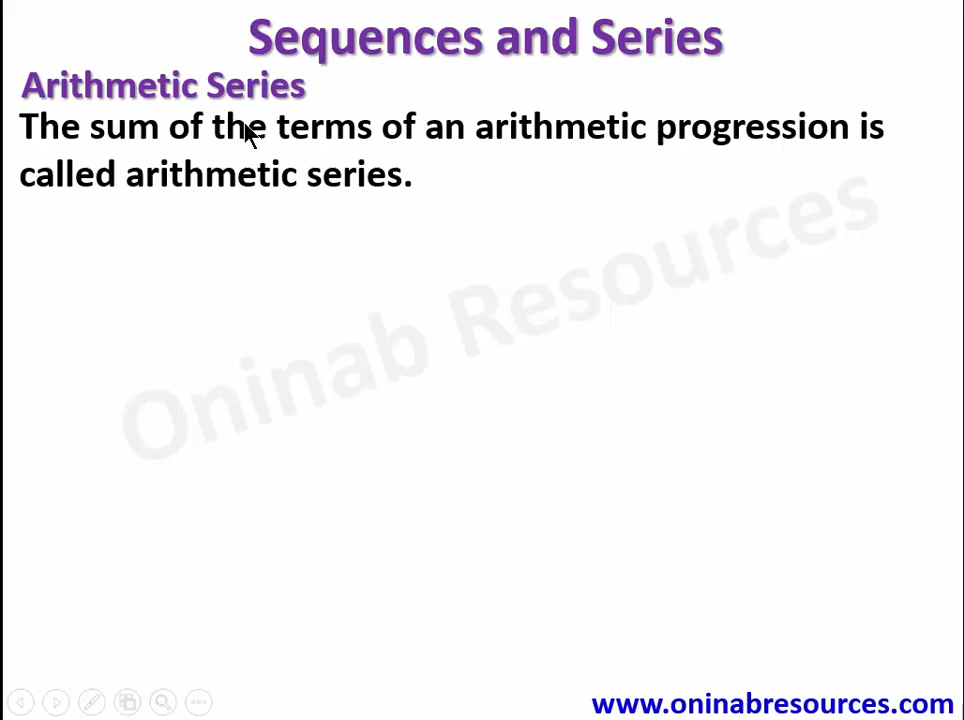 Sequences and Series
Arithmetic Series
The sum of the terms of an arithmetic progression is
called arithmetic series.
Oninab Resources
www.oninabresources.com